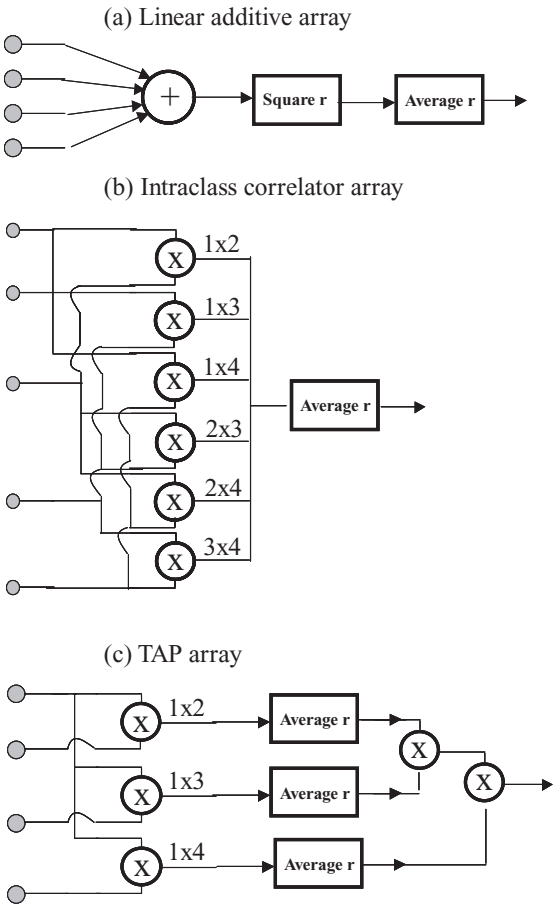 (a) Linear additive array
+
Square r
Average r
(b) Intraclass correlator array
X 1x2
X 1x3
X 1x4
X 2x3
X 2x4
X 3x4
Average r
(c) TAP array
X 1x2 Average r
X
X
X 1x3 Average r
X 1x4 Average r